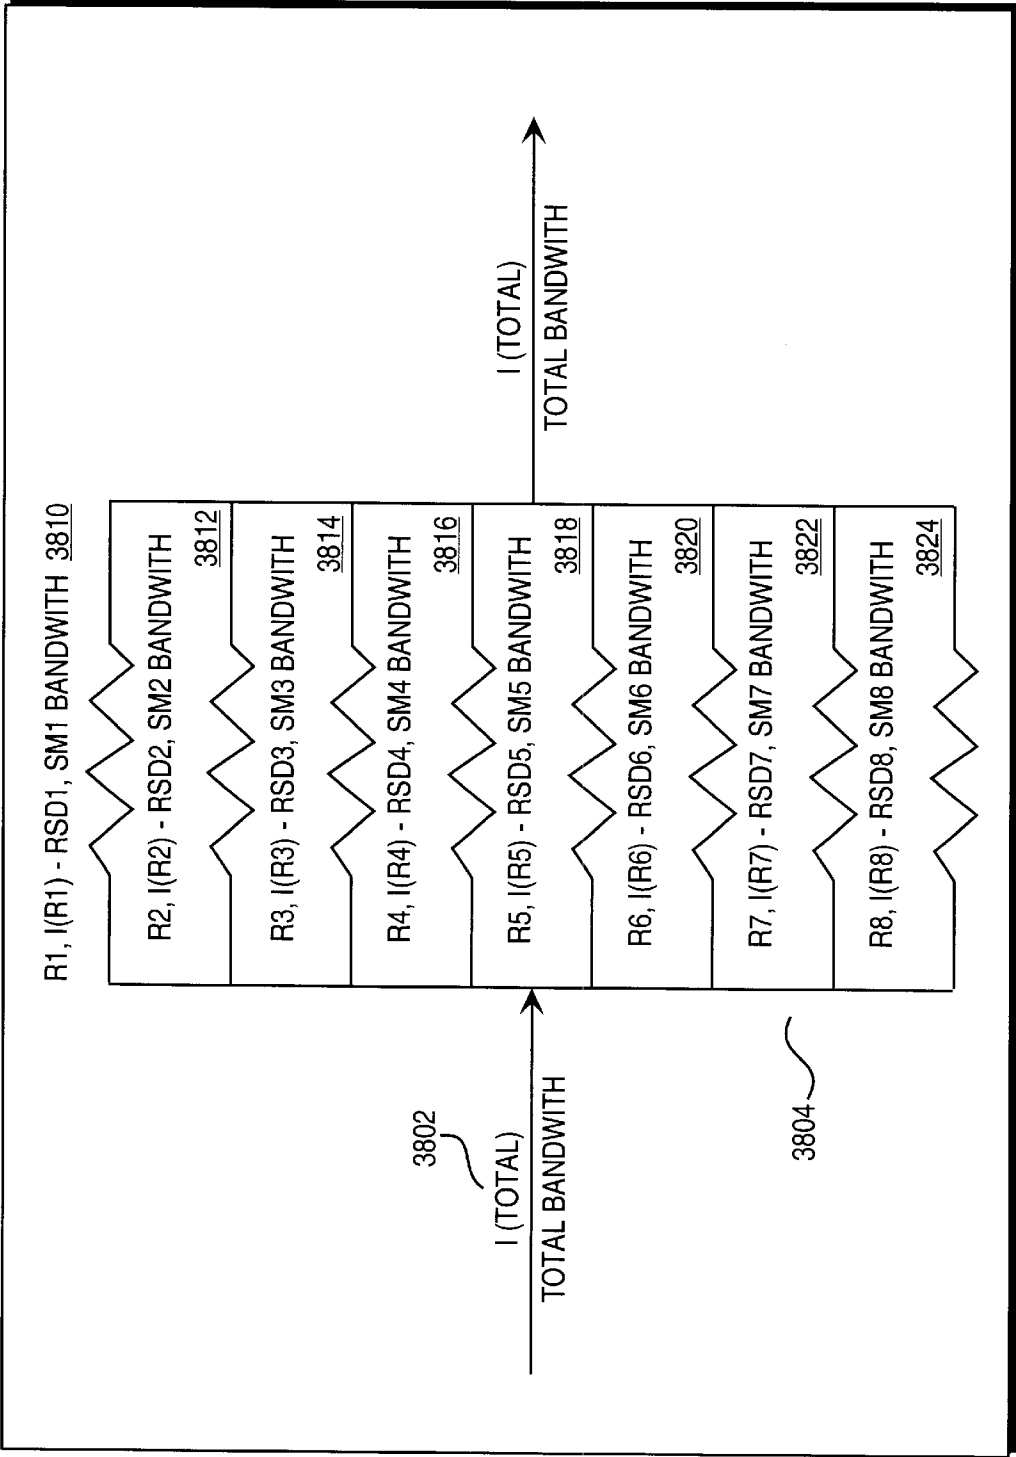 R1, I(R1) - RSD1, SM1 BANDWITH 3810
R2, I(R2) - RSD2, SM2 BANDWITH
3812
R3, I(R3) - RSD3, SM3 BANDWITH
3814
R4, I(R4) - RSD4, SM4 BANDWITH
3816
R5, I(R5) - RSD5, SM5 BANDWITH
3818
R6, I(R6) - RSD6, SM6 BANDWITH
3820
R7, I(R7) - RSD7, SM7 BANDWITH
3822
R8, I(R8) - RSD8, SM8 BANDWITH
3824
3802
I (TOTAL)
TOTAL BANDWITH
I (TOTAL)
TOTAL BANDWITH
3804